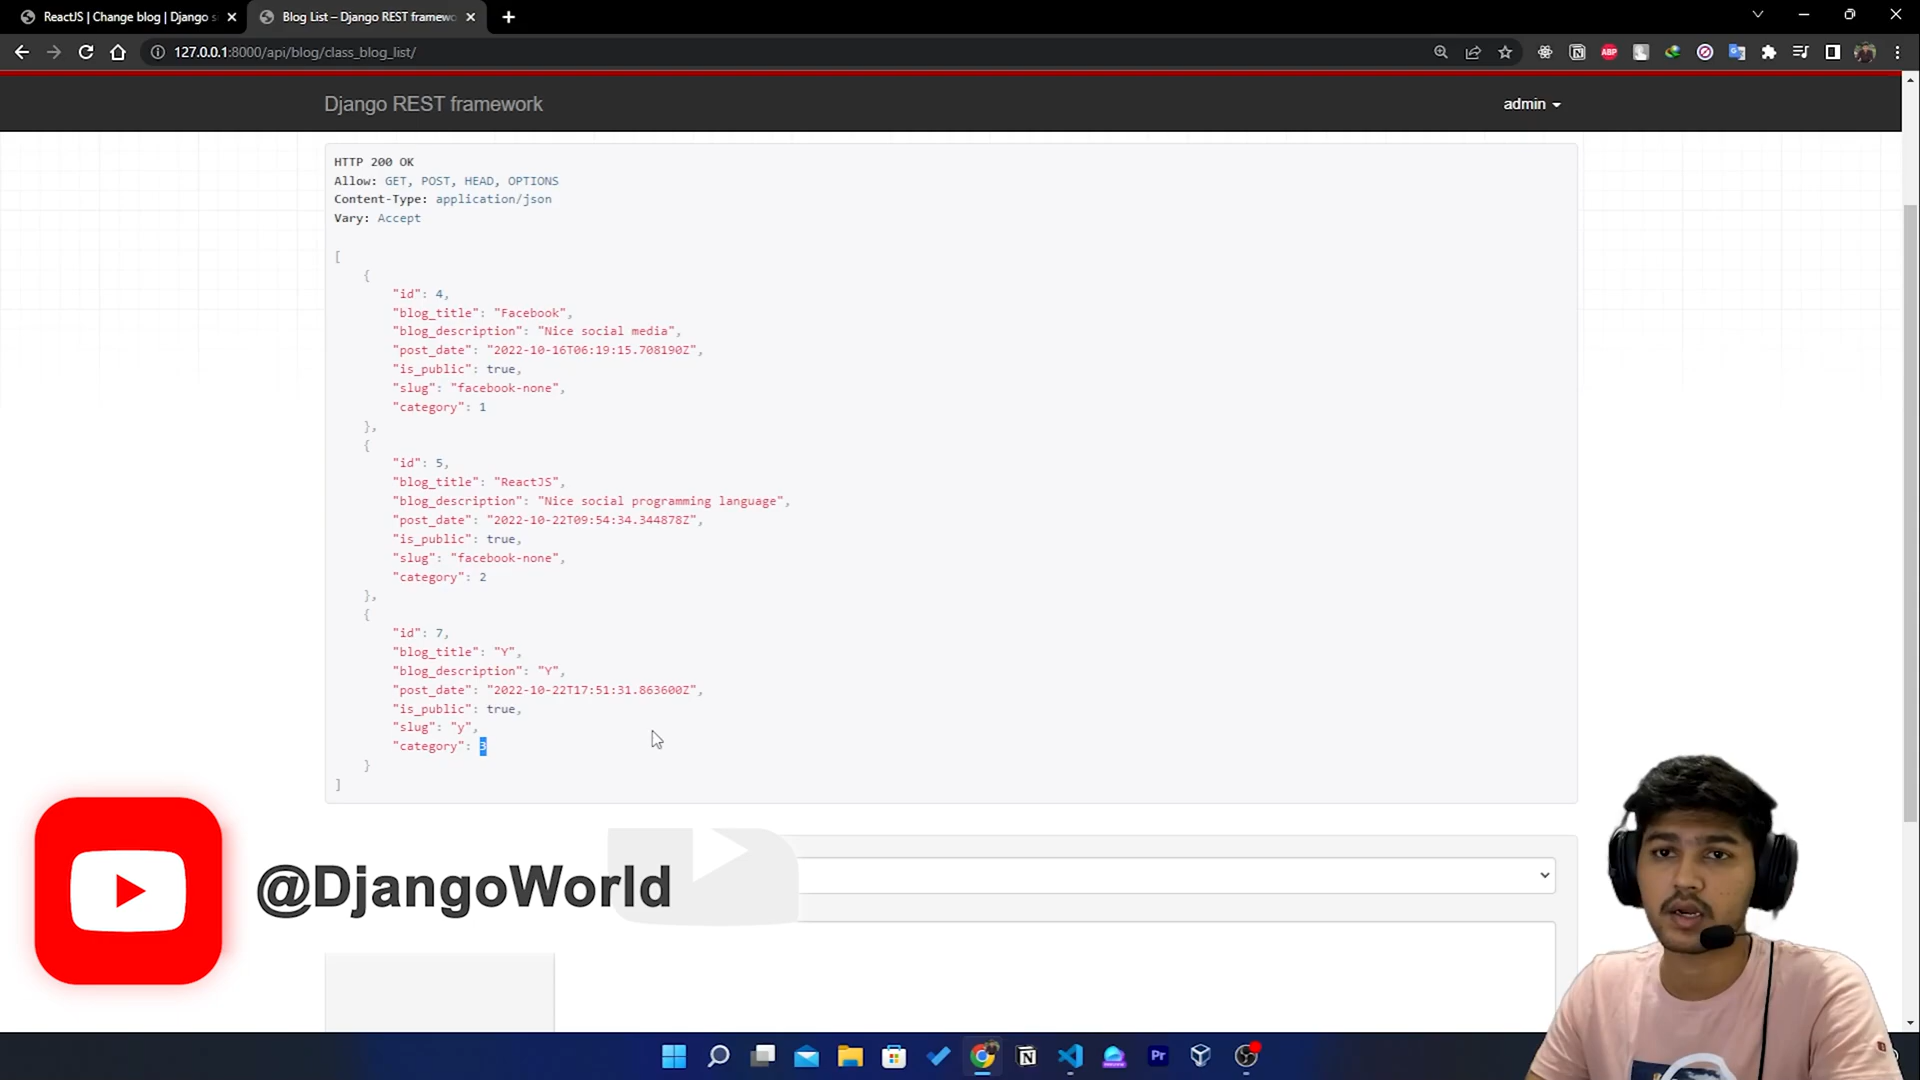 ReactJS | Change blog | Django s
Blog List – Django REST framewo
127.0.0.1:8000/api/blog/class_blog_list/
ABP
Django REST framework
admin
HTTP 200 OK
Allow: GET, POST, HEAD, OPTIONS
Content-Type: application/json
Vary: Accept
[
{
"id": 4,
"blog_title": "Facebook",
"blog_description": "Nice social media",
"post_date": "2022-10-16T06:19:15.708190Z",
"is_public": true,
"slug": "facebook-none",
"category": 1
},
{
"id": 5,
"blog_title": "ReactJS",
"blog_description": "Nice social programming language",
"post_date": "2022-10-22T09:54:34.344878Z",
"is_public": true,
"slug": "facebook-none",
"category": 2
},
{
"id": 7,
"blog_title": "Y",
"blog_description": "Y",
"post_date": "2022-10-22T17:51:31.863600Z",
"is_public": true,
"slug": "y",
"category": 3
}
]
@DjangoWorld
Pr